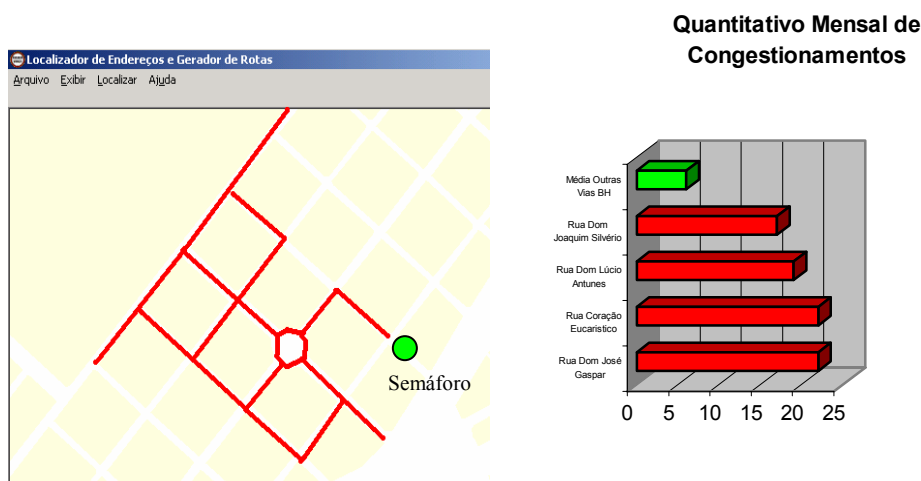 Quantitativo Mensal de
Congestionamentos
Localizador de Endereços e Gerador de Rotas
Arquivo Exibir Localizar Ajuda
Semáforo
Média Outras
Vias BH
Rua Dom
Joaquim Silvério
Rua Dom Lúcio
Antunes
Rua Coração
Eucaristico
Rua Dom José
Gaspar
0 5 10 15 20 25